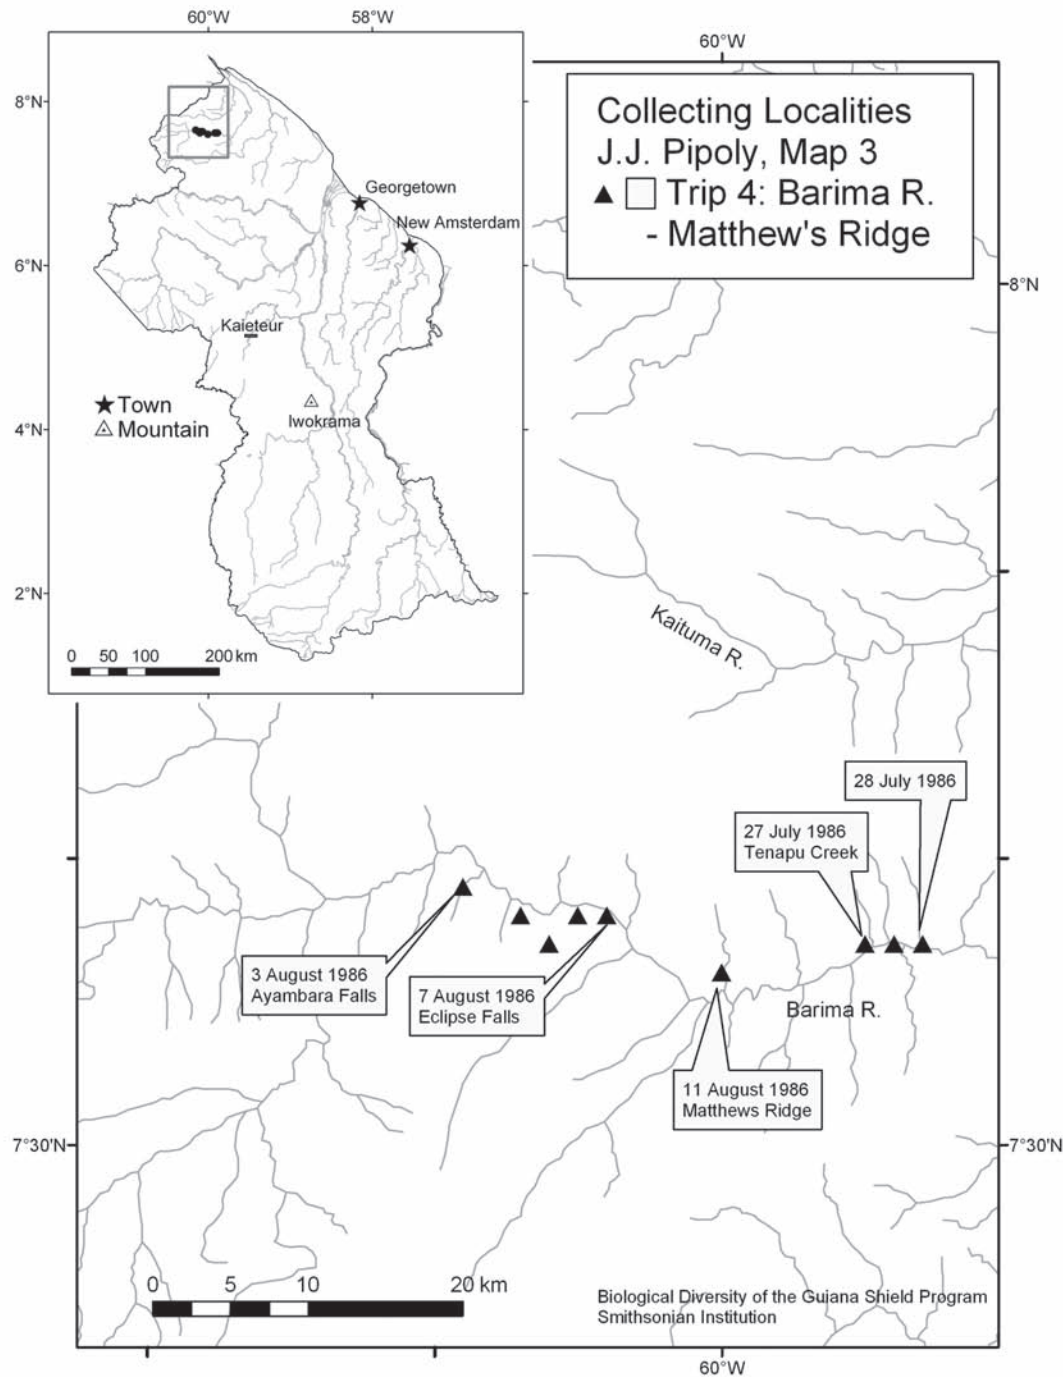 60°W
58°W
8°N
6°N
4°N
2°N
Georgetown
New Amsterdam
Kaieteur
Iwokrama
Town
Mountain
0 50 100 200 km
60°W
Collecting Localities
J.J. Pipoly, Map 3
Trip 4: Barima R.
- Matthew's Ridge
8°N
Kaituma R.
28 July 1986
27 July 1986
Tenapu Creek
3 August 1986
Ayambara Falls
7 August 1986
Eclipse Falls
Barima R.
11 August 1986
Matthews Ridge
7°30'N
7°30'N
0 5 10 20 km
Biological Diversity of the Guiana Shield Program
Smithsonian Institution
60°W